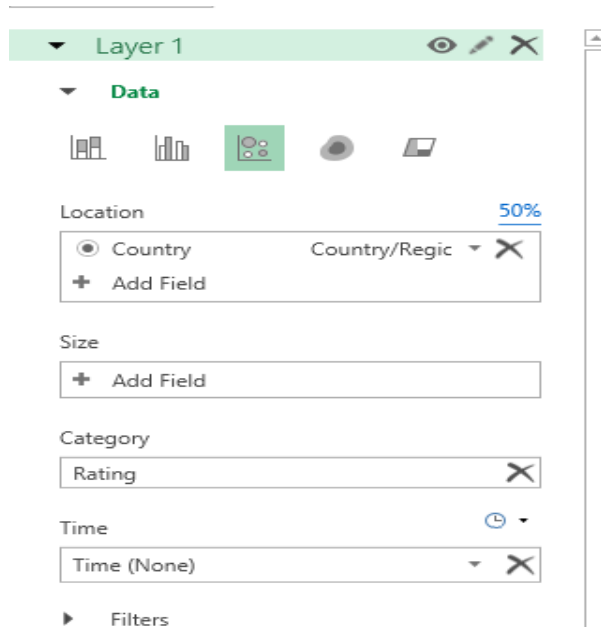 Layer 1
Data
Location 50%
Country Country/Regic
Add Field
Size
Add Field
Category
Rating
Time
Time (None)
Filters